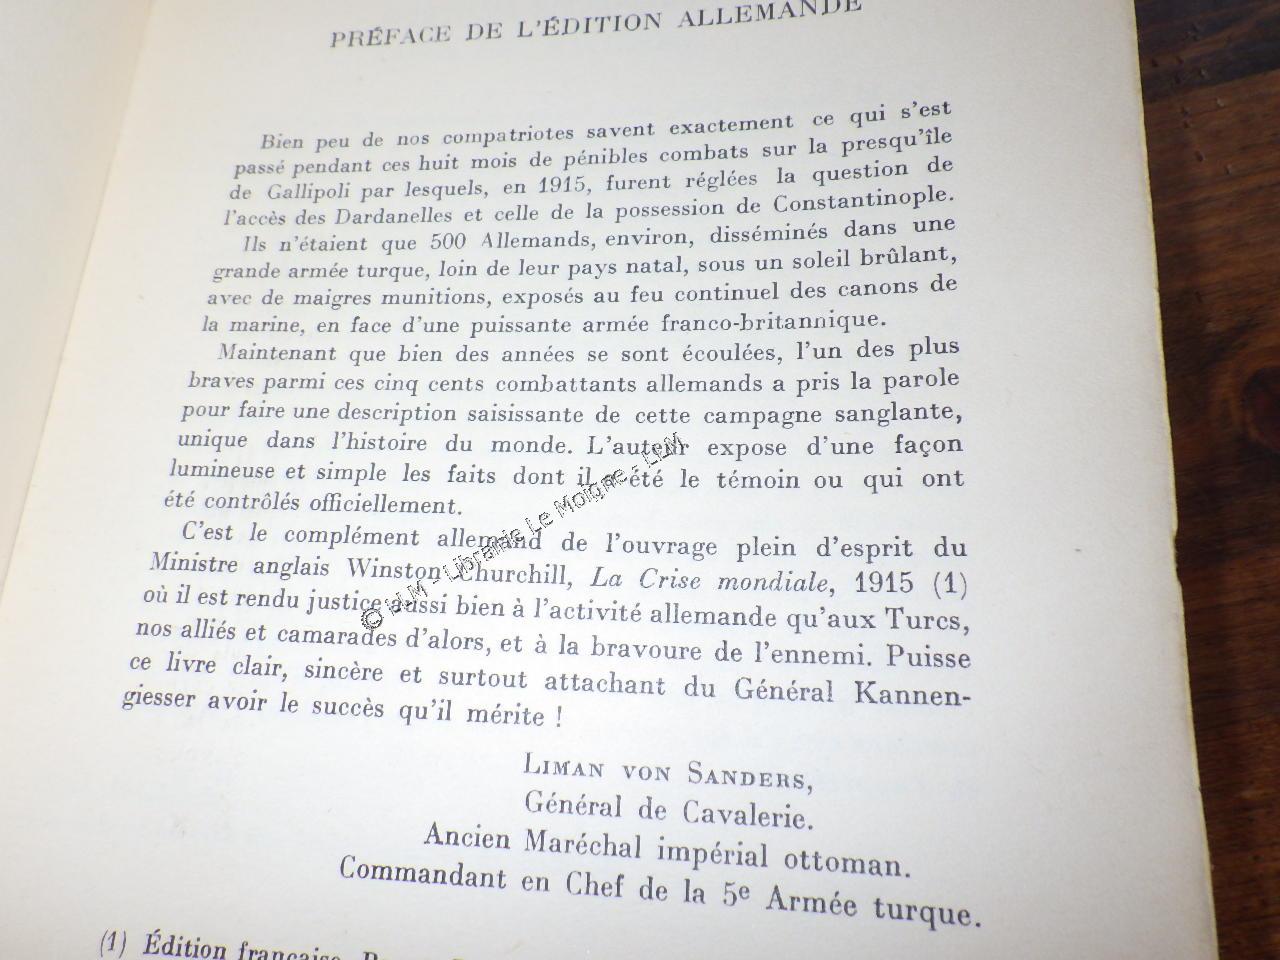 PRÉFACE DE L'ÉDITION ALLEMANDE
Bien peu de nos compatriotes savent exactement ce qui s'est
passé pendant ces huit mois de pénibles combats sur la presqu'île
de Gallipoli par lesquels, en 1915, furent réglées la question de
l'accès des Dardanelles et celle de la possession de Constantinople.
Ils n'étaient que 500 Allemands, environ, disséminés dans une
grande armée turque, loin de leur pays natal, sous un soleil brûlant,
avec de maigres munitions, exposés au feu continuel des canons de
la marine, en face d'une puissante armée franco-britannique.
Maintenant que bien des années se sont écoulées, l'un des plus
braves parmi ces cinq cents combattants allemands a pris la parole
pour faire une description saisissante de cette campagne sanglante,
unique dans l'histoire du monde. L'auteur expose d'une façon
lumineuse et simple les faits dont il a été le témoin ou qui ont
été contrôlés officiellement.
C'est le complément allemand de l'ouvrage plein d'esprit du
Ministre anglais Winston Churchill, La Crise mondiale, 1915 (1)
où il est rendu justice aussi bien à l'activité allemande qu'aux Turcs,
nos alliés et camarades d'alors, et à la bravoure de l'ennemi. Puisse
ce livre clair, sincère et surtout attachant du Général Kannen-
giesser avoir le succès qu'il mérite !
LIMAN VON SANDERS,
Général de Cavalerie.
Ancien Maréchal impérial ottoman.
Commandant en Chef de la 5e Armée turque.
(1) Édition française
© LLM - Librairie Le Moigne - LLM